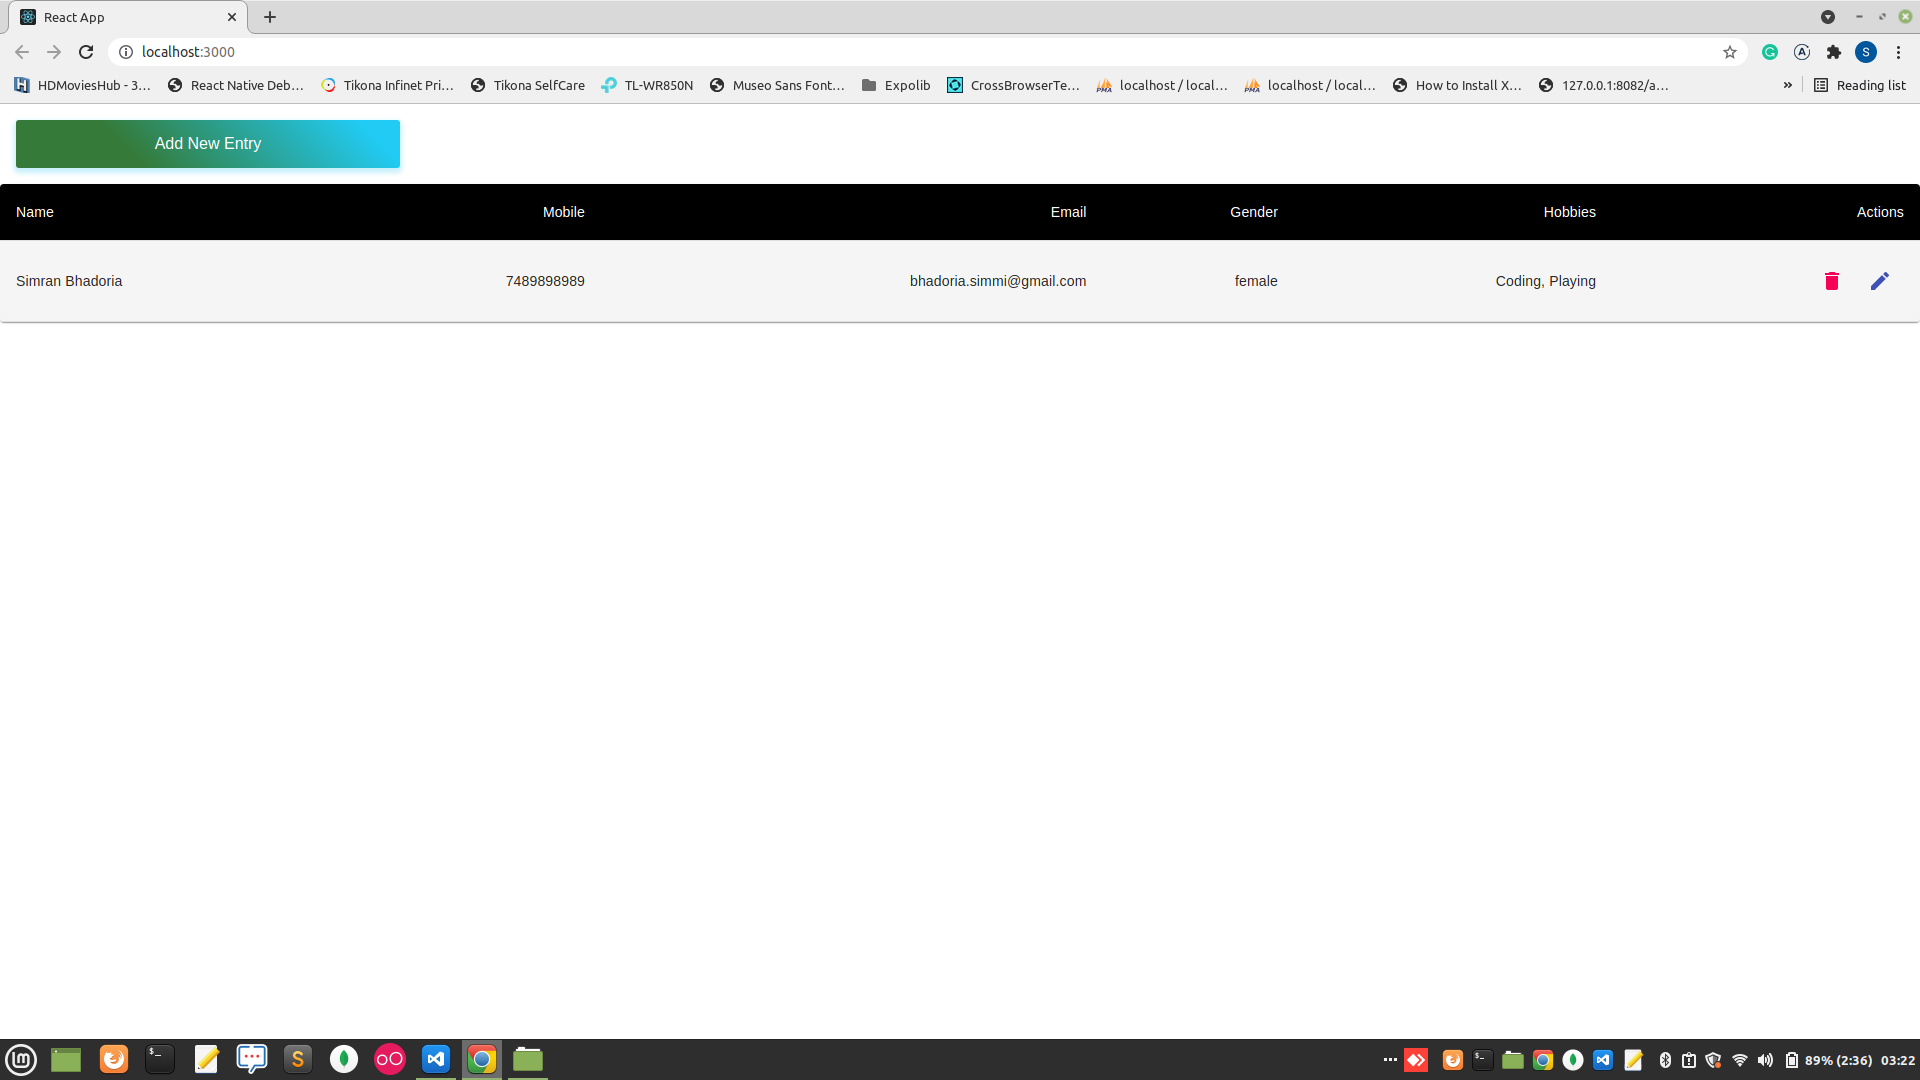 React App
localhost:3000
S
HDMoviesHub - 3... React Native Deb... Tikona Infinet Pri... Tikona SelfCare TL-WR850N Museo Sans Font... Expolib CrossBrowserTe... localhost / local... localhost / local... How to Install X... 127.0.0.1:8082/a... » Reading list
Add New Entry
Name Mobile Email Gender Hobbies Actions
Simran Bhadoria 7489898989 bhadoria.simmi@gmail.com female Coding, Playing
89% (2:36) 03:22